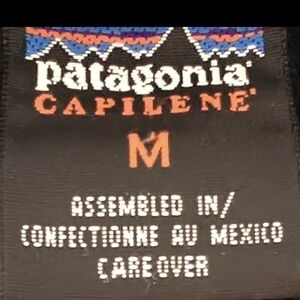 patagonia
CAPILENE
M
ASSEMBLED IN/
CONFECTIONNE AU MEXICO
CARE OVER